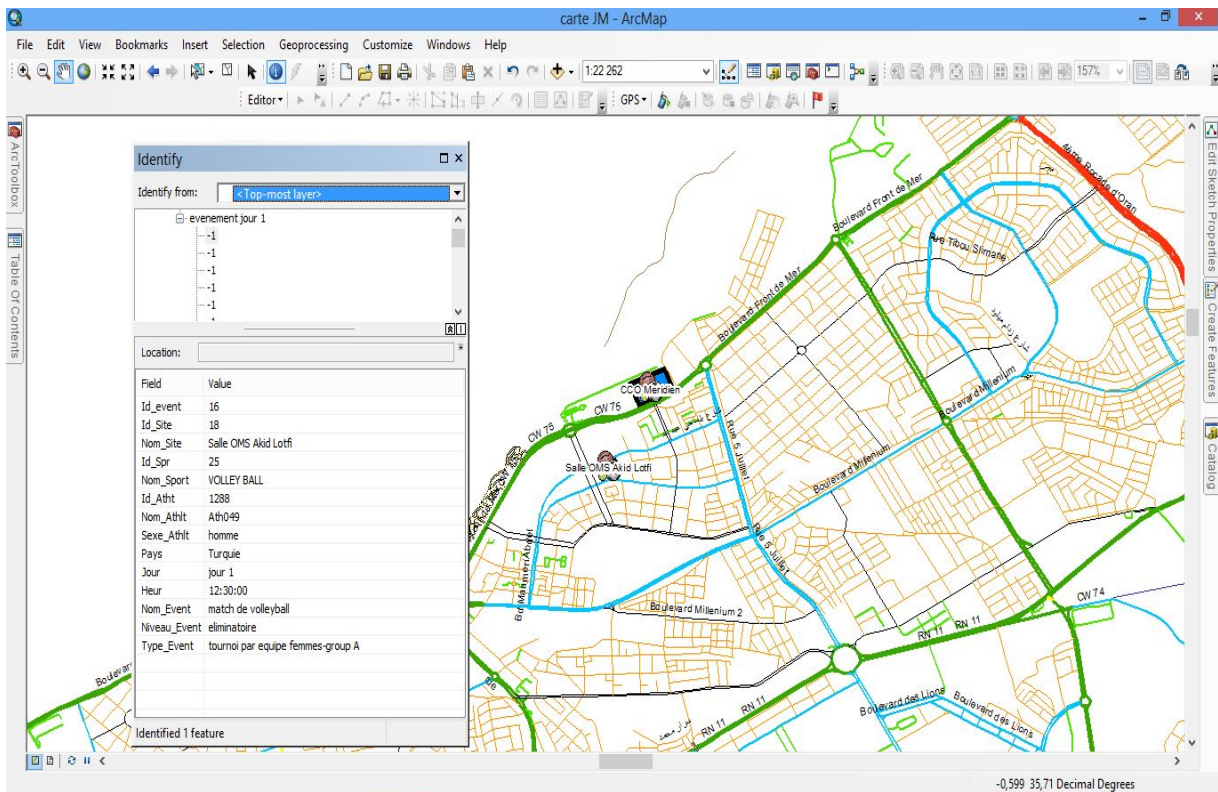 carte JM - ArcMap
File Edit View Bookmarks Insert Selection Geoprocessing Customize Windows Help
1:22 262
157%
Editor
GPS
ArcToolbox
Table Of Contents
Identify
Identify from: <Top-most layer>
evenement jour 1
-1
-1
-1
-1
-1
Location:
Field Value
Id_event 16
Id_Site 18
Nom_Site Salle OMS Akid Lotfi
Id_Spr 25
Nom_Sport VOLLEY BALL
Id_Atht 1288
Nom_Athlt Ath049
Sexe_Athlt homme
Pays Turquie
Jour jour 1
Heur 12:30:00
Nom_Event match de volleyball
Niveau_Event eliminatoire
Type_Event tournoi par equipe femmes-group A
Identified 1 feature
4ème Rocade d'Oran
Boulevard Front de Mer
Rue Tibou Slimane
Boulevard Front de Mer
Boulevard Millenium
CCO Meridien
CW 76
CW 75
Rue 5 Juillet
Salle OMS Akid Lotfi
Boulevard Millenium
Rue 5 Juillet
Boulevard Millenium 2
CW 74
RN 11
RN 11
Boulevard des Lions
Boulevard des Lions
RN 11
RN 11
Boulevar
Edit Sketch Properties
Create Features
Catalog
-0,599 35,71 Decimal Degrees